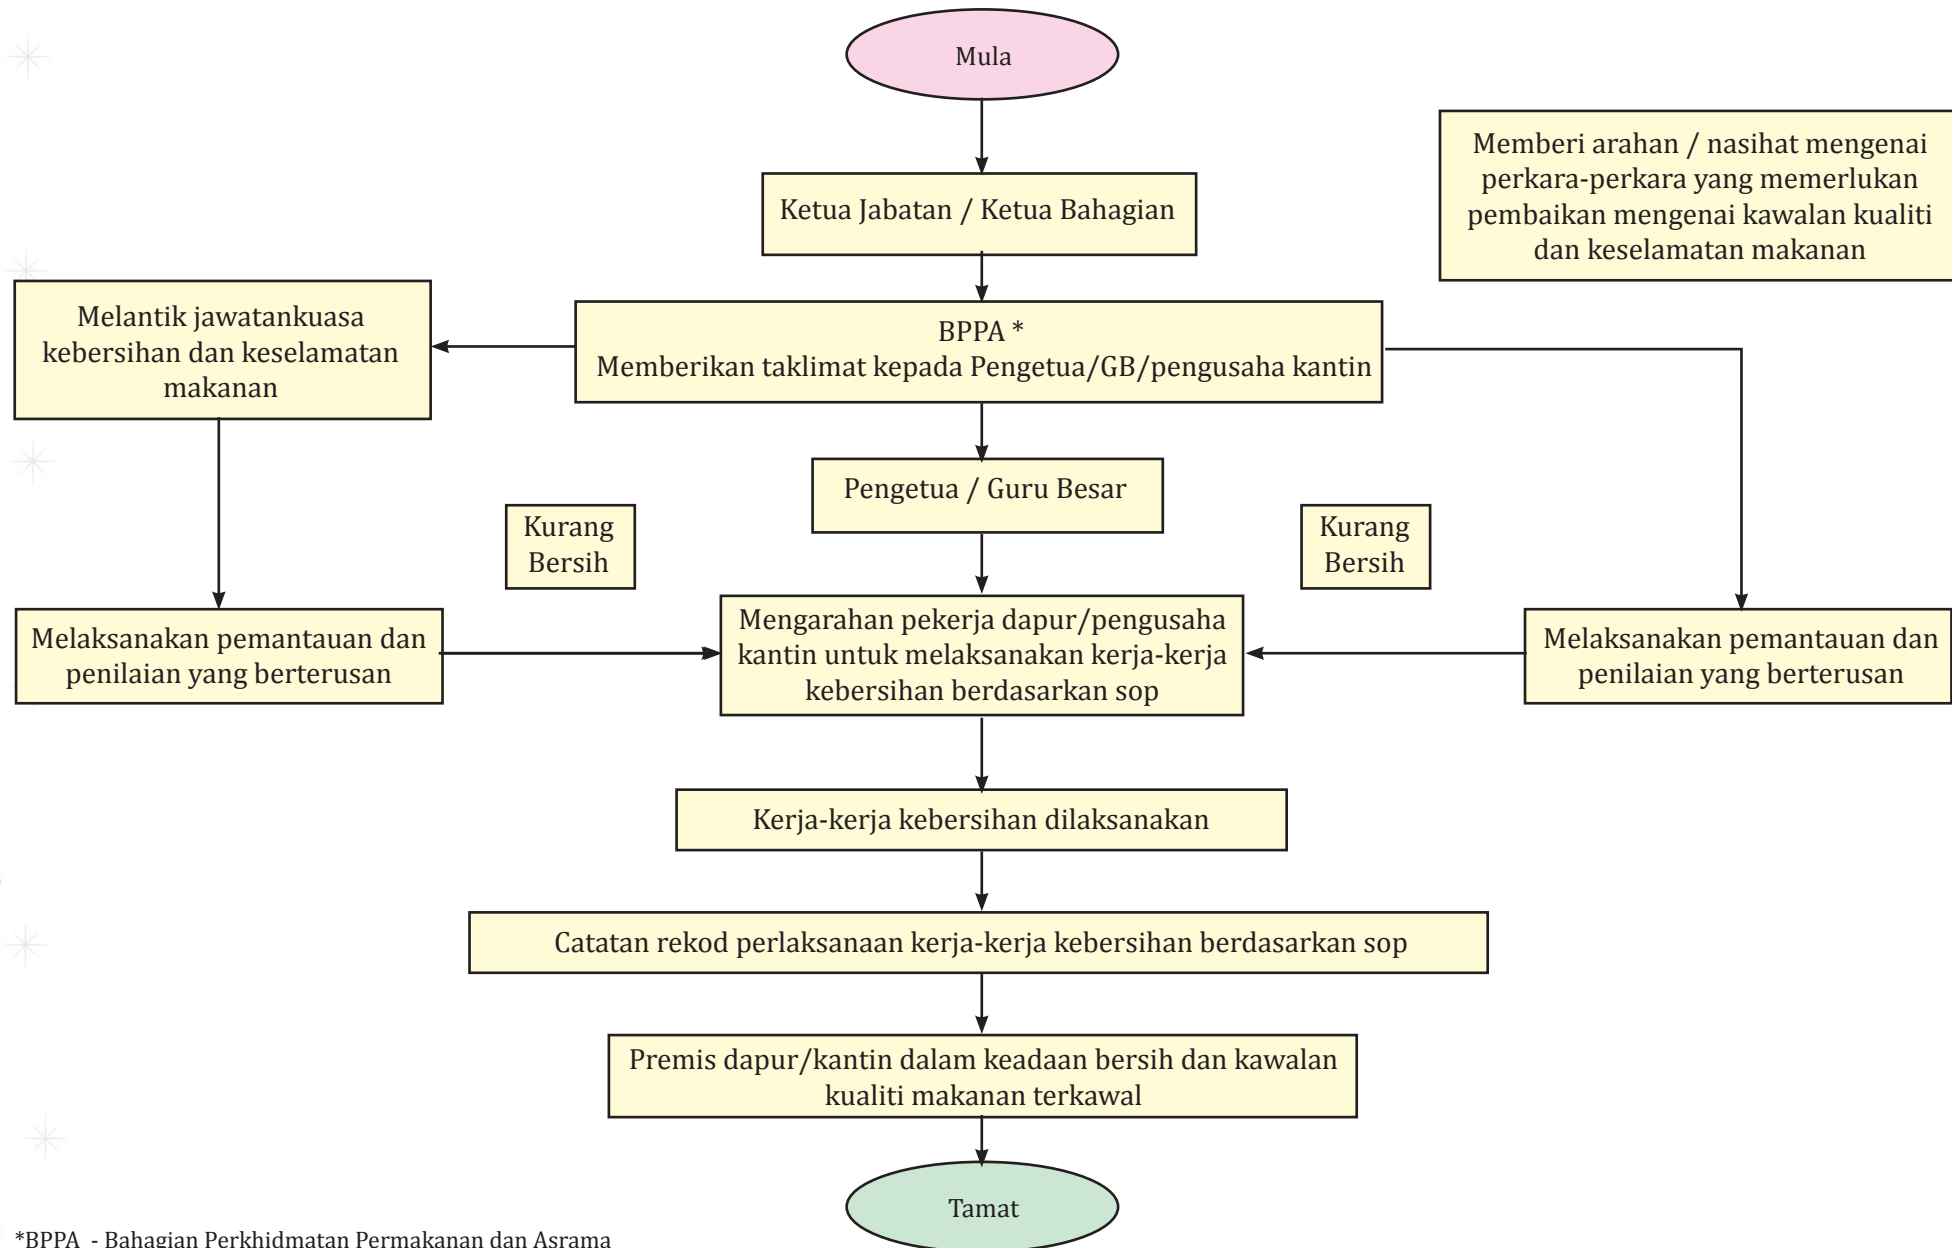 Mula
Ketua Jabatan / Ketua Bahagian
Memberi arahan / nasihat mengenai
perkara-perkara yang memerlukan
pembaikan mengenai kawalan kualiti
dan keselamatan makanan
Melantik jawatankuasa
kebersihan dan keselamatan
makanan
BPPA *
Memberikan taklimat kepada Pengetua/GB/pengusaha kantin
Pengetua / Guru Besar
Kurang
Bersih
Kurang
Bersih
Melaksanakan pemantauan dan
penilaian yang berterusan
Mengarahan pekerja dapur/pengusaha
kantin untuk melaksanakan kerja-kerja
kebersihan berdasarkan sop
Melaksanakan pemantauan dan
penilaian yang berterusan
Kerja-kerja kebersihan dilaksanakan
Catatan rekod perlaksanaan kerja-kerja kebersihan berdasarkan sop
Premis dapur/kantin dalam keadaan bersih dan kawalan
kualiti makanan terkawal
Tamat
*BPPA - Bahagian Perkhidmatan Permakanan dan Asrama